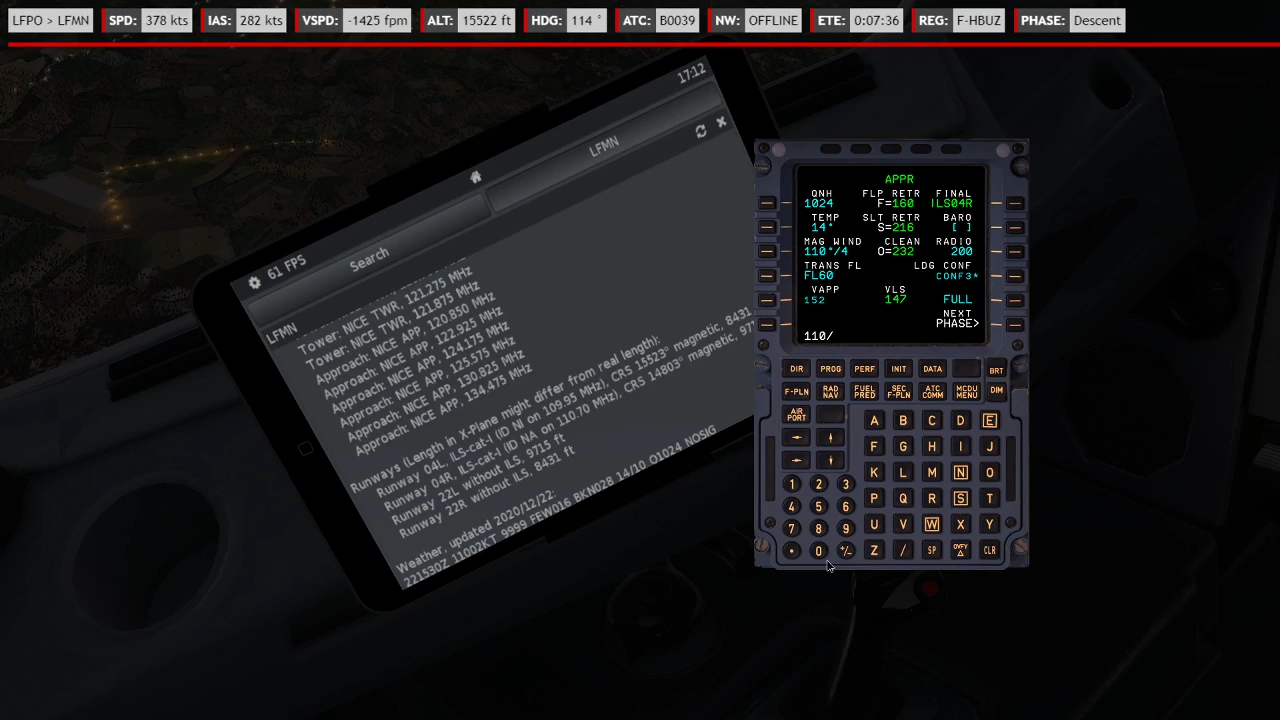 LFPO > LFMN SPD: 378 kts IAS: 282 kts VSPD: -1425 fpm ALT: 15522 ft HDG: 114 ° ATC: B0039 NW: OFFLINE ETE: 0:07:36 REG: F-HBUZ PHASE: Descent
61 FPS 17:12
Search LFMN
LFMN
Tower: NICE TWR, 121.275 MHz
Tower: NICE TWR, 121.875 MHz
Approach: NICE APP, 120.850 MHz
Approach: NICE APP, 122.925 MHz
Approach: NICE APP, 124.175 MHz
Approach: NICE APP, 125.575 MHz
Approach: NICE APP, 130.825 MHz
Approach: NICE APP, 134.475 MHz
Runways (Length in X-Plane might differ from real length):
Runway 04L, ILS-cat-I (ID NI on 109.95 MHz), CRS 15523° magnetic, 8431
Runway 04R, ILS-cat-I (ID NA on 110.70 MHz), CRS 14803° magnetic, 97
Runway 22L without ILS, 9715 ft
Runway 22R without ILS, 8431 ft
Weather, updated 2020/12/22:
221530Z 11002KT 9999 FEW016 BKN028 14/10 Q1024 NOSIG
APPR
QNH FLP RETR FINAL
1024 F=160 ILS04R
TEMP SLT RETR BARO
14° S=216 [ ]
MAG WIND CLEAN RADIO
110°/4 O=232 200
TRANS FL LDG CONF
FL60 CONF3*
VAPP VLS
152 147 FULL
NEXT
PHASE>
110/
DIR PROG PERF INIT DATA BRT
F-PLN RAD NAV FUEL PRED SEC F-PLN ATC COMM MCDU MENU DIM
AIR PORT
A B C D E
F G H I J
K L M N O
1 2 3 P Q R S T
4 5 6 U V W X Y
7 8 9 Z / SP OVFY Δ CLR
. 0 +/-